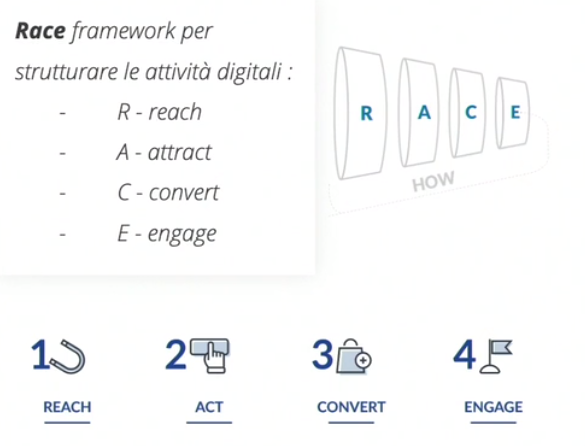 Race framework per
strutturare le attività digitali :
- R - reach
- A - attract
- C - convert
- E - engage
R A C E
HOW
1 2 3 4
REACH ACT CONVERT ENGAGE